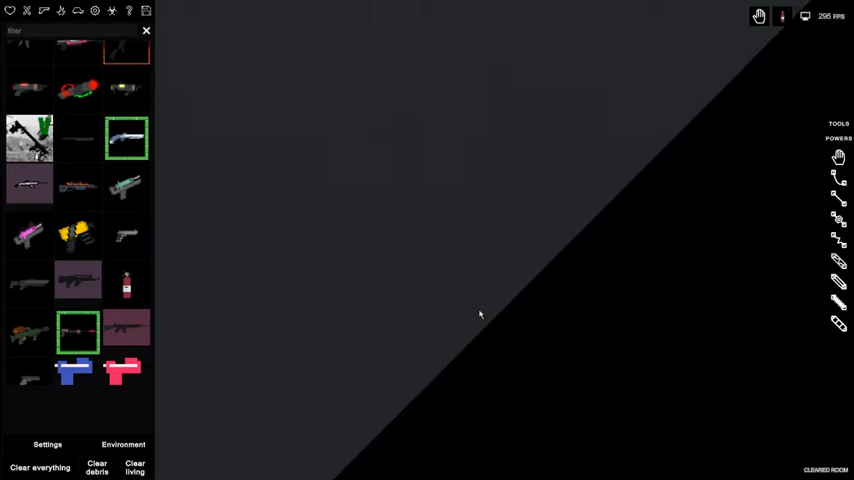 filter
295 FPS
TOOLS
POWERS
Settings
Environment
Clear everything
Clear
debris
Clear
living
CLEARED ROOM